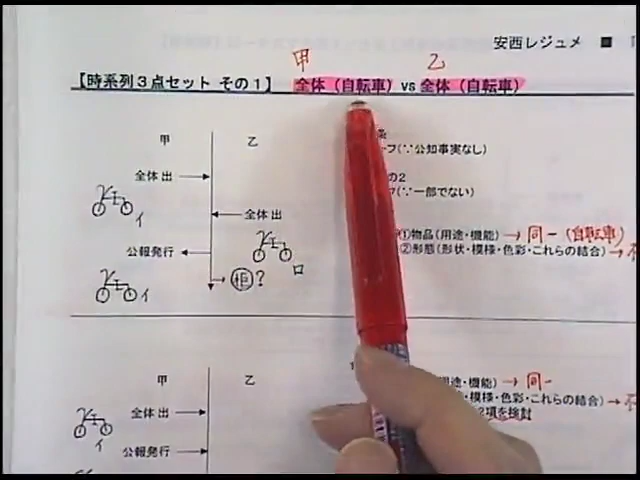 安西レジュメ ■
甲 乙
【時系列3点セット その1】 全体（自転車） vs 全体（自転車）
甲 乙
条
(∵公知事実なし)
全体出
の2
(∵一部でない)
イ
全体出
①物品（用途・機能）→ 同一（自転車）
公報発行
②形態（形状・模様・色彩・これらの結合）→
ロ
拒？
イ
甲 乙
用途・機能）→ 同一
全体出
・模様・色彩・これらの結合）→
2項を検討
イ
公報発行